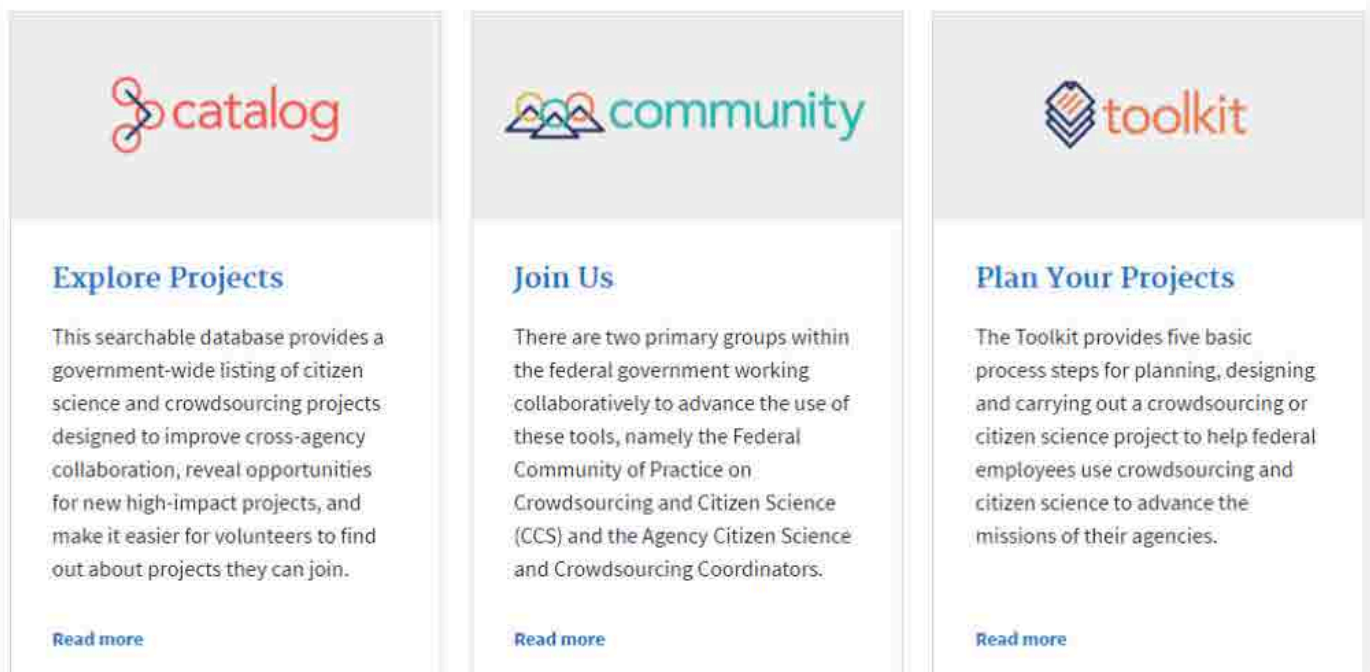 catalog
Explore Projects
This searchable database provides a
government-wide listing of citizen
science and crowdsourcing projects
designed to improve cross-agency
collaboration, reveal opportunities
for new high-impact projects, and
make it easier for volunteers to find
out about projects they can join.
Read more
community
Join Us
There are two primary groups within
the federal government working
collaboratively to advance the use of
these tools, namely the Federal
Community of Practice on
Crowdsourcing and Citizen Science
(CCS) and the Agency Citizen Science
and Crowdsourcing Coordinators.
Read more
toolkit
Plan Your Projects
The Toolkit provides five basic
process steps for planning, designing
and carrying out a crowdsourcing or
citizen science project to help federal
employees use crowdsourcing and
citizen science to advance the
missions of their agencies.
Read more